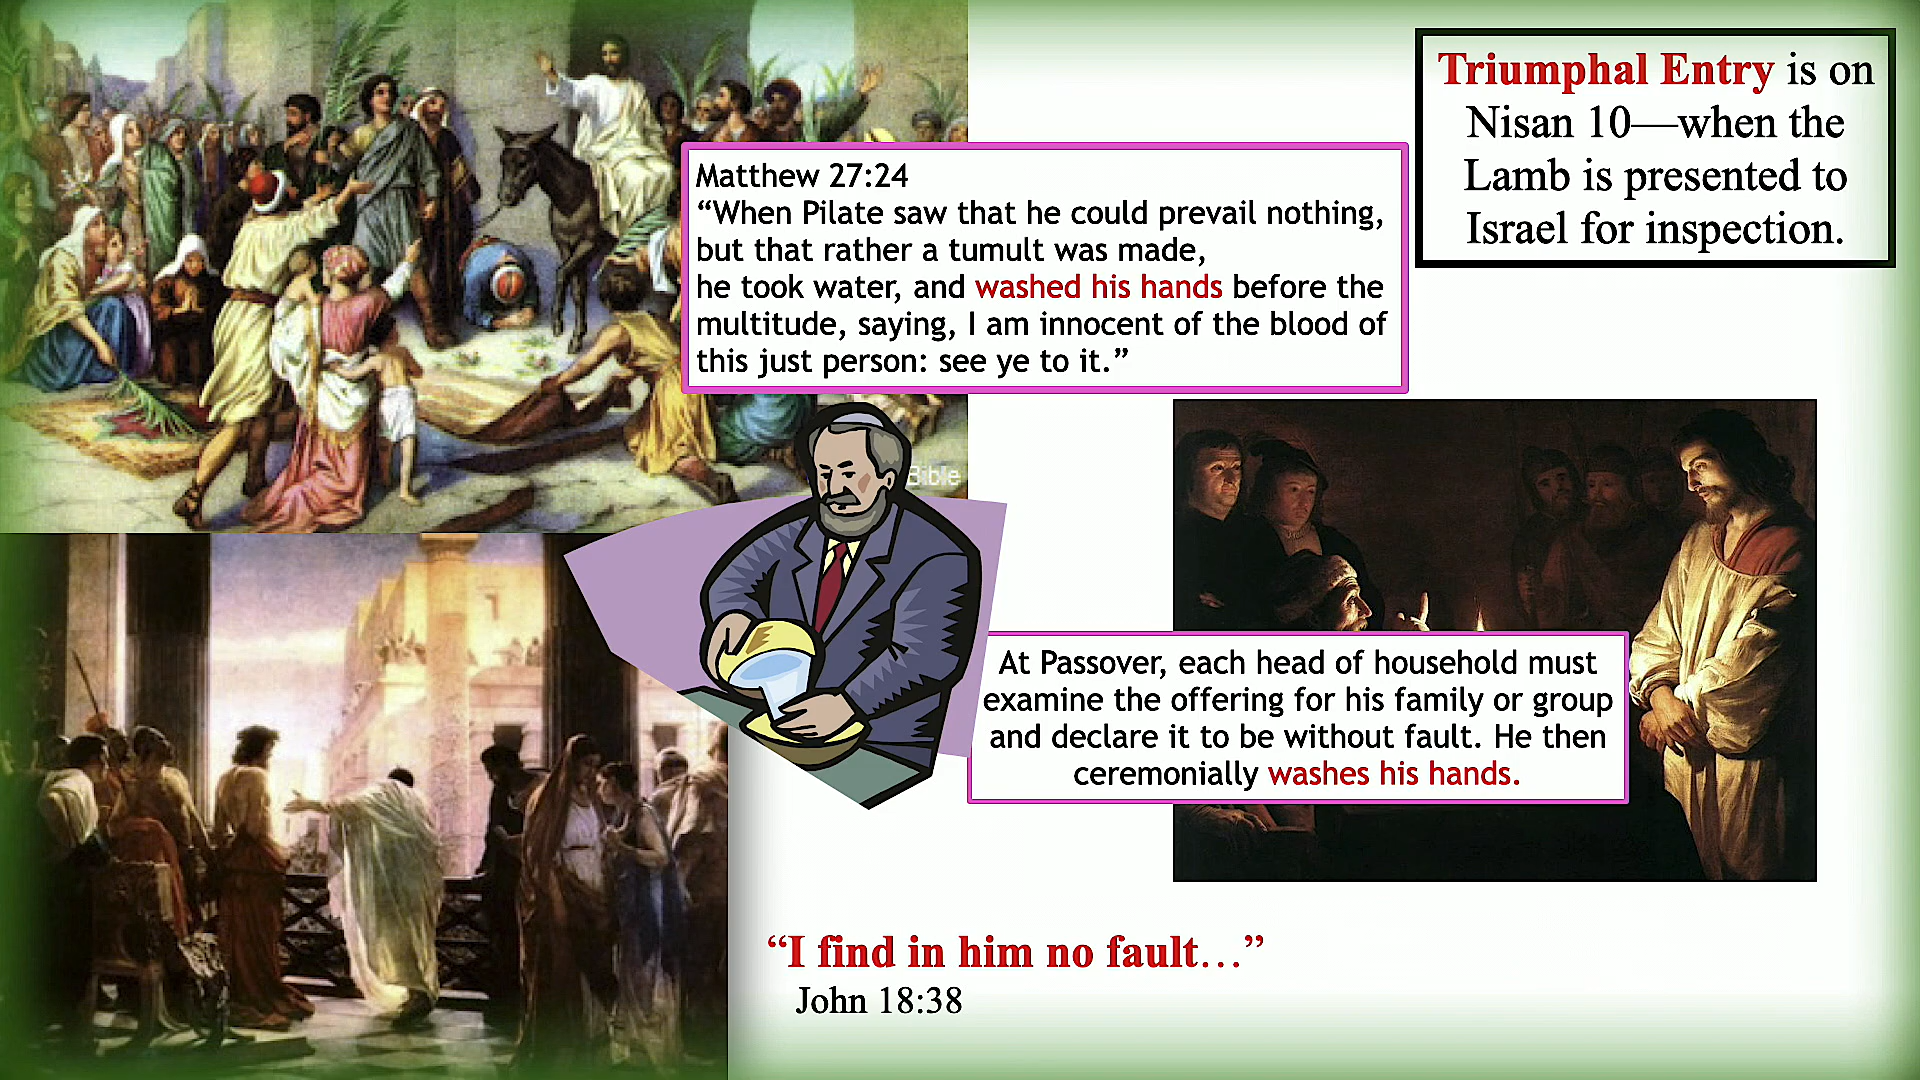 Triumphal Entry is on
Nisan 10—when the
Lamb is presented to
Israel for inspection.
Matthew 27:24
“When Pilate saw that he could prevail nothing,
but that rather a tumult was made,
he took water, and washed his hands before the
multitude, saying, I am innocent of the blood of
this just person: see ye to it.”
Bible
At Passover, each head of household must
examine the offering for his family or group
and declare it to be without fault. He then
ceremonially washes his hands.
“I find in him no fault…”
John 18:38